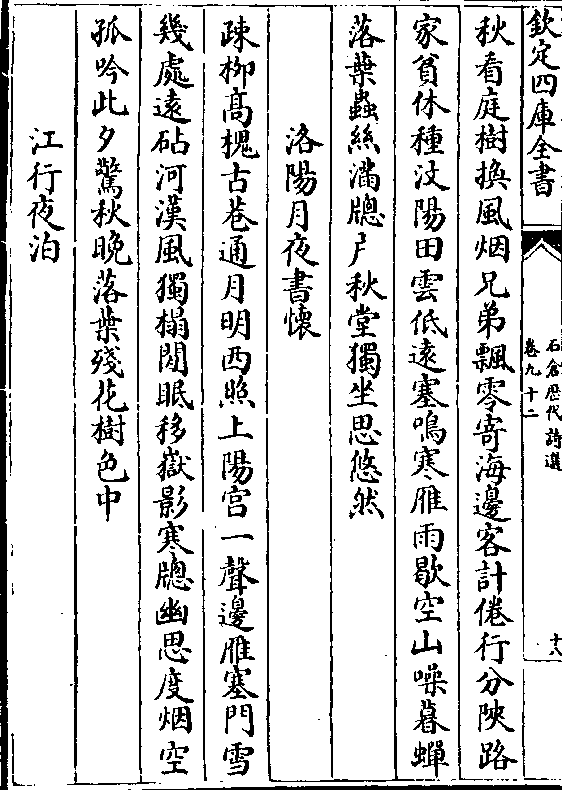 欽定四庫全書
石倉歴代詩選
卷九十二
十八
秋看庭樹換風烟兄弟飄零寄海邊客計倦行分陜路
家貧休種汶陽田雲低遠塞鳴寒雁雨歇空山噪暮蟬
落葉蟲絲滿牕户秋堂獨坐思悠然
洛陽月夜書懷
疎柳髙槐古巷通月明西照上陽宫一聲邊雁塞門雪
幾處遠砧河漢風獨榻閒眠移嶽影寒牕幽思度烟空
孤吟此夕驚秋晚落葉殘花樹色中
江行夜泊